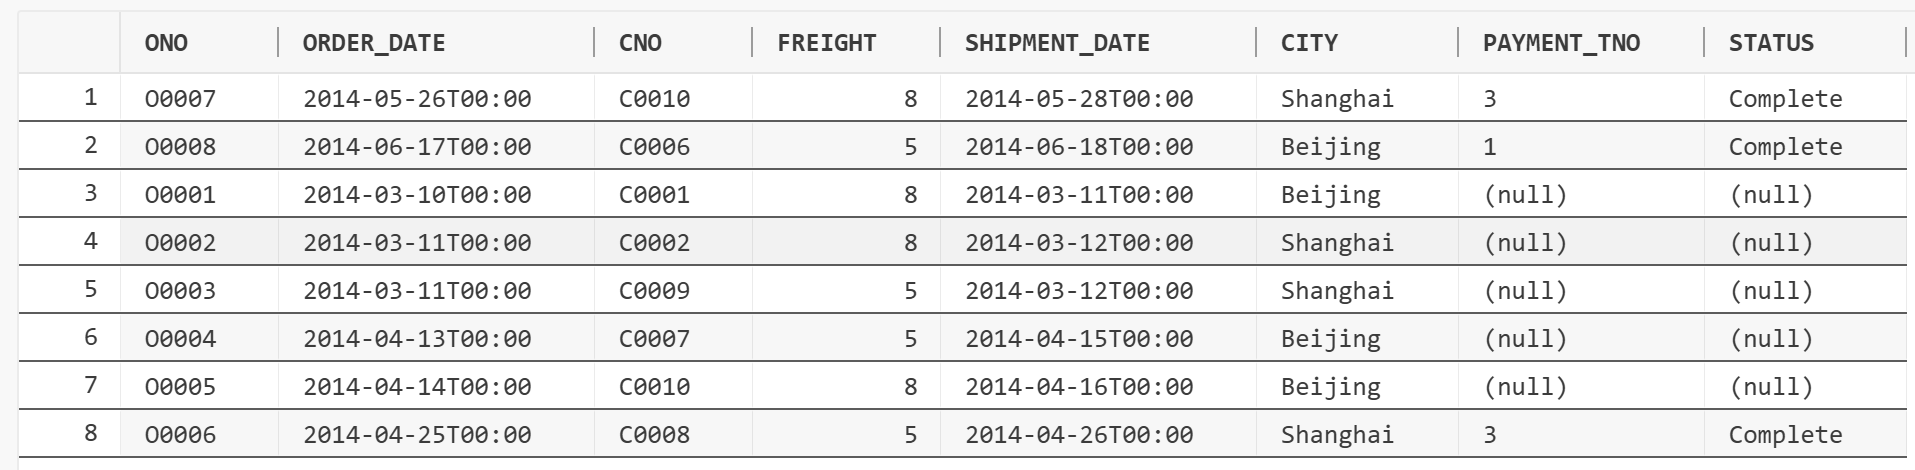 ONO ORDER_DATE CNO FREIGHT SHIPMENT_DATE CITY PAYMENT_TNO STATUS
1 O0007 2014-05-26T00:00 C0010 8 2014-05-28T00:00 Shanghai 3 Complete
2 O0008 2014-06-17T00:00 C0006 5 2014-06-18T00:00 Beijing 1 Complete
3 O0001 2014-03-10T00:00 C0001 8 2014-03-11T00:00 Beijing (null) (null)
4 O0002 2014-03-11T00:00 C0002 8 2014-03-12T00:00 Shanghai (null) (null)
5 O0003 2014-03-11T00:00 C0009 5 2014-03-12T00:00 Shanghai (null) (null)
6 O0004 2014-04-13T00:00 C0007 5 2014-04-15T00:00 Beijing (null) (null)
7 O0005 2014-04-14T00:00 C0010 8 2014-04-16T00:00 Beijing (null) (null)
8 O0006 2014-04-25T00:00 C0008 5 2014-04-26T00:00 Shanghai 3 Complete